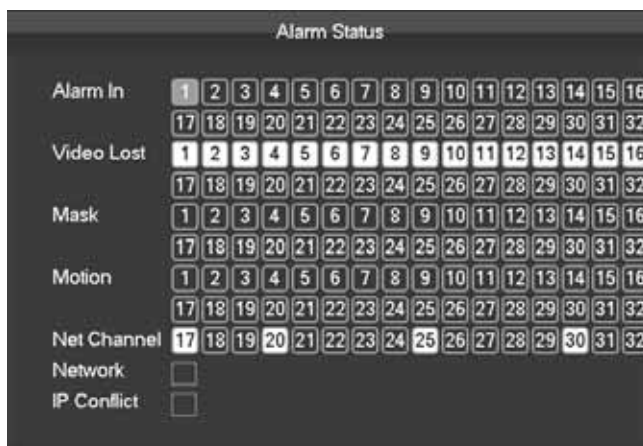 Alarm Status
Alarm In 1 2 3 4 5 6 7 8 9 10 11 12 13 14 15 16
17 18 19 20 21 22 23 24 25 26 27 28 29 30 31 32
Video Lost 1 2 3 4 5 6 7 8 9 10 11 12 13 14 15 16
17 18 19 20 21 22 23 24 25 26 27 28 29 30 31 32
Mask 1 2 3 4 5 6 7 8 9 10 11 12 13 14 15 16
17 18 19 20 21 22 23 24 25 26 27 28 29 30 31 32
Motion 1 2 3 4 5 6 7 8 9 10 11 12 13 14 15 16
17 18 19 20 21 22 23 24 25 26 27 28 29 30 31 32
Net Channel 17 18 19 20 21 22 23 24 25 26 27 28 29 30 31 32
Network
IP Conflict